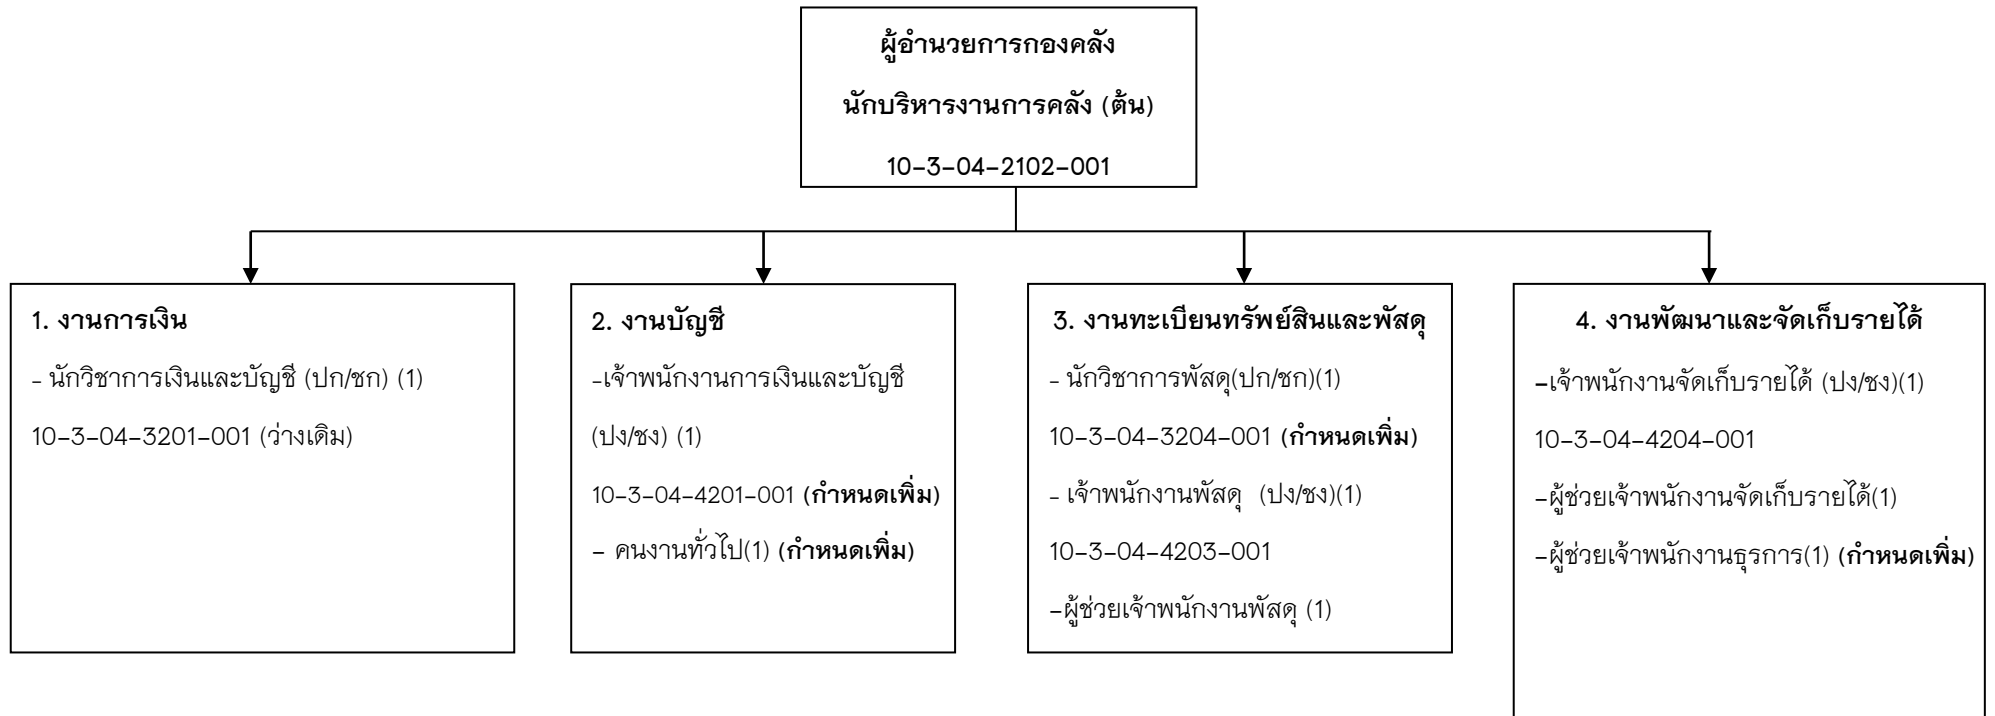 ผู้อำนวยการกองคลัง
นักบริหารงานการคลัง (ต้น)
10-3-04-2102-001
1. งานการเงิน
- นักวิชาการเงินและบัญชี (ปก/ชก) (1)
10-3-04-3201-001 (ว่างเดิม)
2. งานบัญชี
-เจ้าพนักงานการเงินและบัญชี
(ปง/ชง) (1)
10-3-04-4201-001 (กำหนดเพิ่ม)
- คนงานทั่วไป(1) (กำหนดเพิ่ม)
3. งานทะเบียนทรัพย์สินและพัสดุ
- นักวิชาการพัสดุ(ปก/ชก)(1)
10-3-04-3204-001 (กำหนดเพิ่ม)
- เจ้าพนักงานพัสดุ (ปง/ชง)(1)
10-3-04-4203-001
-ผู้ช่วยเจ้าพนักงานพัสดุ (1)
4. งานพัฒนาและจัดเก็บรายได้
-เจ้าพนักงานจัดเก็บรายได้ (ปง/ชง)(1)
10-3-04-4204-001
-ผู้ช่วยเจ้าพนักงานจัดเก็บรายได้(1)
-ผู้ช่วยเจ้าพนักงานธุรการ(1) (กำหนดเพิ่ม)